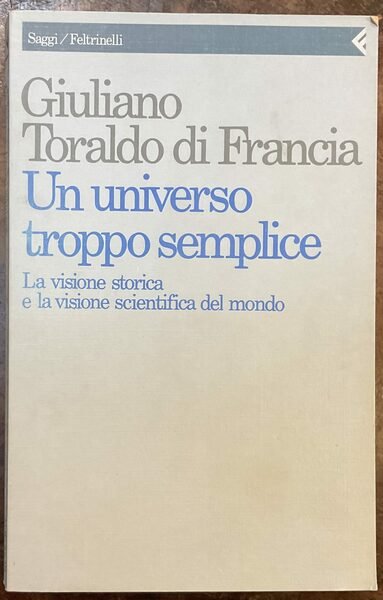 Saggi/Feltrinelli
Giuliano
Toraldo di Francia
Un universo
troppo semplice
La visione storica
e la visione scientifica del mondo